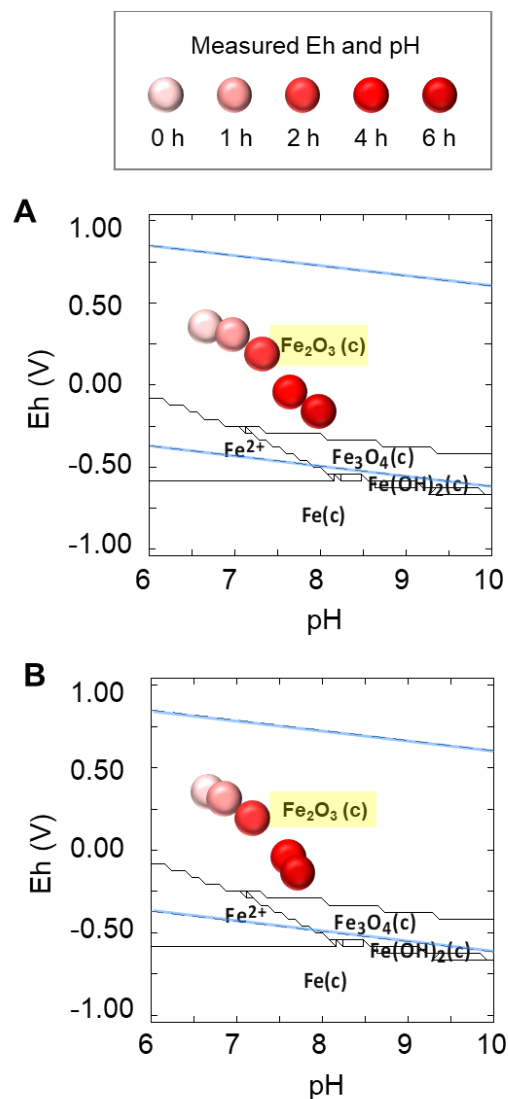 Measured Eh and pH
0 h 1 h 2 h 4 h 6 h
A
1.00
0.50
0.00
-0.50
-1.00
Eh (V)
Fe₂O₃ (c)
Fe²⁺
Fe₃O₄(c)
Fe(OH)₂(c)
Fe(c)
6 7 8 9 10
pH
B
1.00
0.50
0.00
-0.50
-1.00
Eh (V)
Fe₂O₃ (c)
Fe²⁺
Fe₃O₄(c)
Fe(OH)₂(c)
Fe(c)
6 7 8 9 10
pH